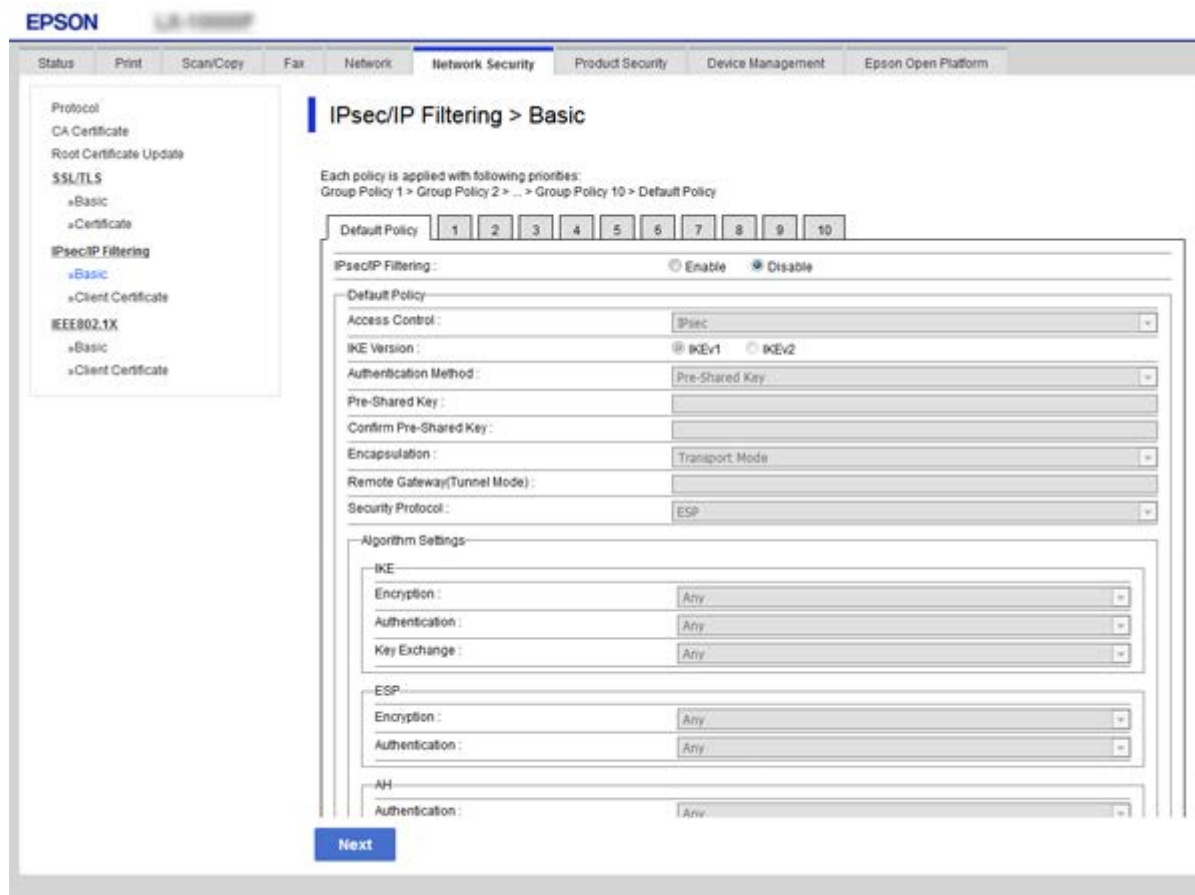 EPSON
Status Print Scan/Copy Fax Network Network Security Product Security Device Management Epson Open Platform
Protocol
CA Certificate
Root Certificate Update
SSL/TLS
»Basic
»Certificate
IPsec/IP Filtering
»Basic
»Client Certificate
IEEE802.1X
»Basic
»Client Certificate
IPsec/IP Filtering > Basic
Each policy is applied with following priorities:
Group Policy 1 > Group Policy 2 > ... > Group Policy 10 > Default Policy
Default Policy 1 2 3 4 5 6 7 8 9 10
IPsec/IP Filtering : Enable Disable
Default Policy
Access Control : IPsec
IKE Version : IKEv1 IKEv2
Authentication Method : Pre-Shared Key
Pre-Shared Key :
Confirm Pre-Shared Key :
Encapsulation : Transport Mode
Remote Gateway(Tunnel Mode) :
Security Protocol : ESP
Algorithm Settings
IKE
Encryption : Any
Authentication : Any
Key Exchange : Any
ESP
Encryption : Any
Authentication : Any
AH
Authentication : Any
Next